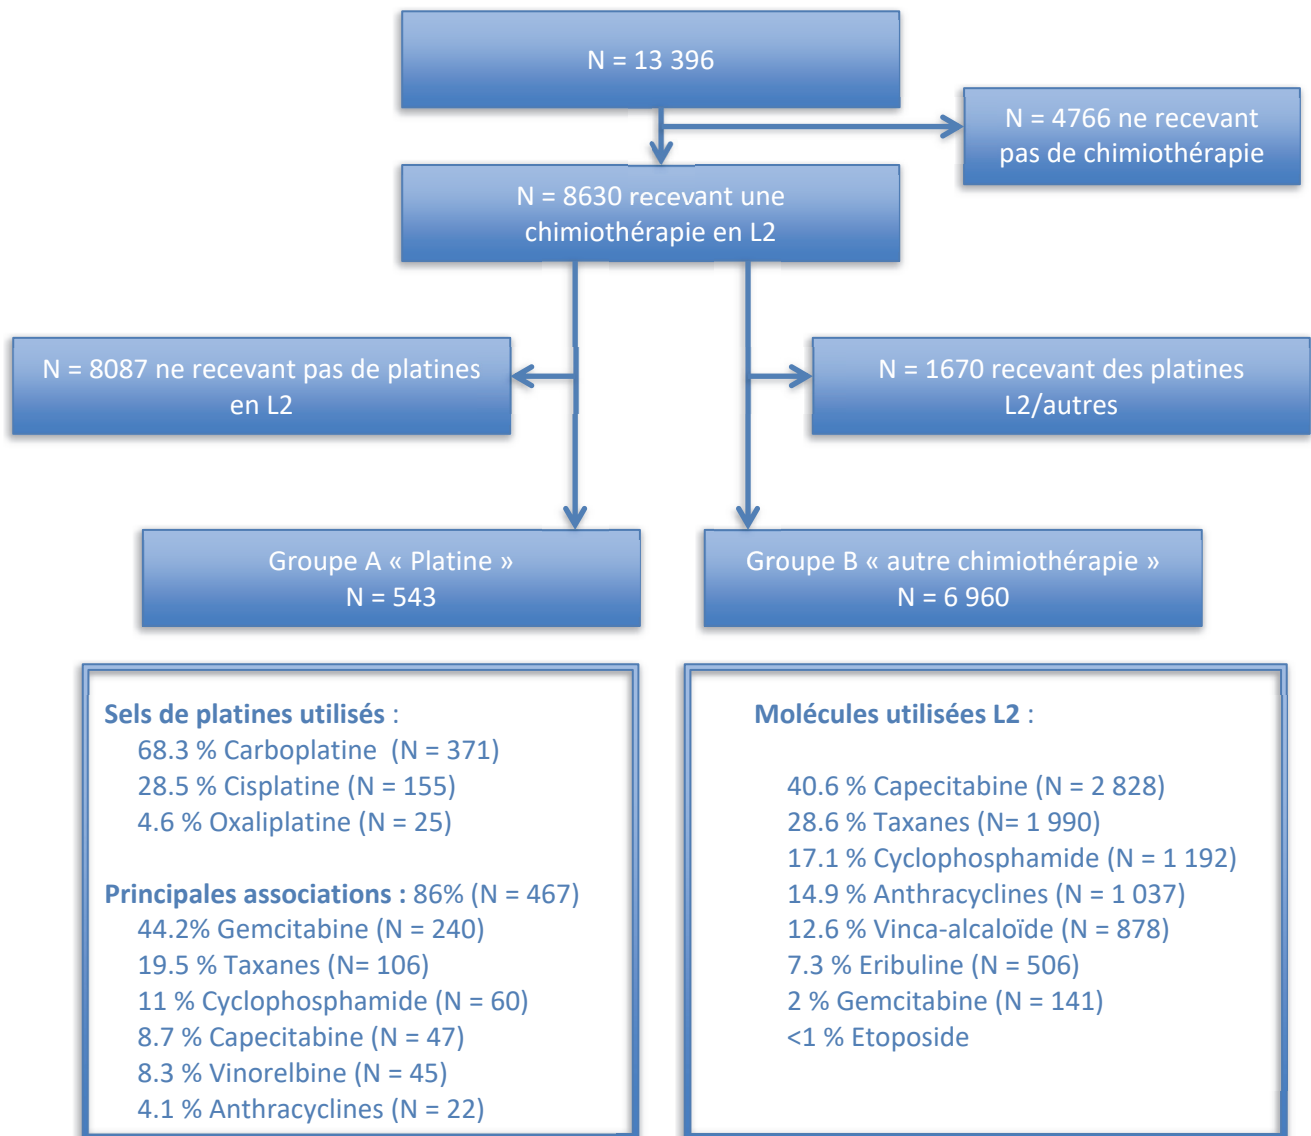 N = 13 396
N = 4766 ne recevant
pas de chimiothérapie
N = 8630 recevant une
chimiothérapie en L2
N = 8087 ne recevant pas de platines
en L2
N = 1670 recevant des platines
L2/autres
Groupe A « Platine »
N = 543
Groupe B « autre chimiothérapie »
N = 6 960
Sels de platines utilisés :
68.3 % Carboplatine (N = 371)
28.5 % Cisplatine (N = 155)
4.6 % Oxaliplatine (N = 25)
Principales associations : 86% (N = 467)
44.2% Gemcitabine (N = 240)
19.5 % Taxanes (N= 106)
11 % Cyclophosphamide (N = 60)
8.7 % Capecitabine (N = 47)
8.3 % Vinorelbine (N = 45)
4.1 % Anthracyclines (N = 22)
Molécules utilisées L2 :
40.6 % Capecitabine (N = 2 828)
28.6 % Taxanes (N= 1 990)
17.1 % Cyclophosphamide (N = 1 192)
14.9 % Anthracyclines (N = 1 037)
12.6 % Vinca-alcaloïde (N = 878)
7.3 % Eribuline (N = 506)
2 % Gemcitabine (N = 141)
<1 % Etoposide